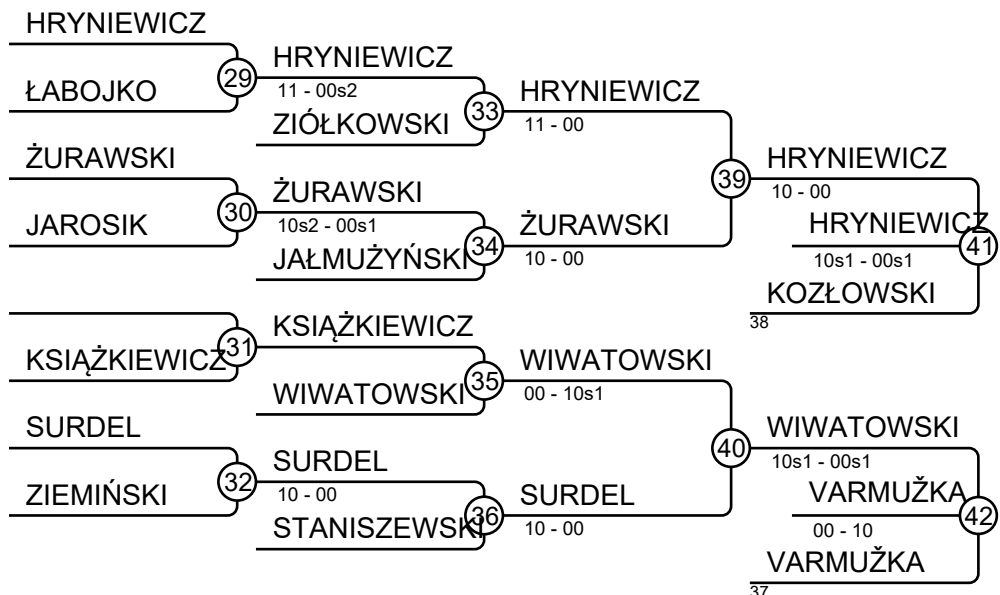 HRYNIEWICZ
ŁABOJKO
29
HRYNIEWICZ
11 - 00s2
ZIÓŁKOWSKI
33
HRYNIEWICZ
11 - 00
ŻURAWSKI
JAROSIK
30
ŻURAWSKI
10s2 - 00s1
JAŁMUŻYŃSKI
34
ŻURAWSKI
10 - 00
39
HRYNIEWICZ
10 - 00
HRYNIEWICZ
10s1 - 00s1
41
KOZŁOWSKI
38
KSIĄŻKIEWICZ
31
KSIĄŻKIEWICZ
WIWATOWSKI
35
WIWATOWSKI
00 - 10s1
SURDEL
ZIEMIŃSKI
32
SURDEL
10 - 00
STANISZEWSKI
36
SURDEL
10 - 00
40
WIWATOWSKI
10s1 - 00s1
VARMUŽKA
00 - 10
42
VARMUŽKA
37